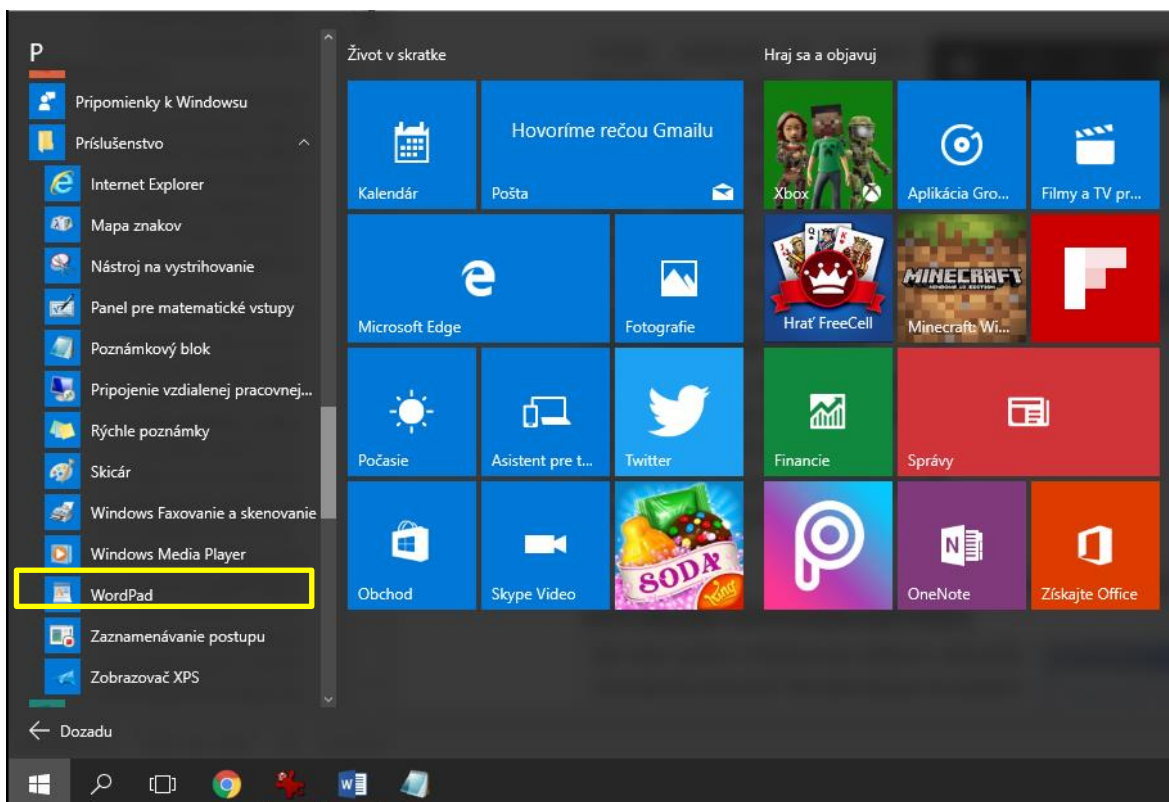 P
Pripomienky k Windowsu
Príslušenstvo
Internet Explorer
Mapa znakov
Nástroj na vystrihovanie
Panel pre matematické vstupy
Poznámkový blok
Pripojenie vzdialenej pracovnej...
Rýchle poznámky
Skicár
Windows Faxovanie a skenovanie
Windows Media Player
WordPad
Zaznamenávanie postupu
Zobrazovač XPS
Dozadu
Život v skratke
Kalendár
Hovoríme rečou Gmailu
Pošta
Microsoft Edge
Fotografie
Počasie
Asistent pre t...
Twitter
Obchod
Skype Video
SODA
King
Hraj sa a objavuj
Xbox
Aplikácia Gro...
Filmy a TV pr...
Hrať FreeCell
MINECRAFT
Minecraft: Wi...
Financie
Správy
N
OneNote
Získajte Office